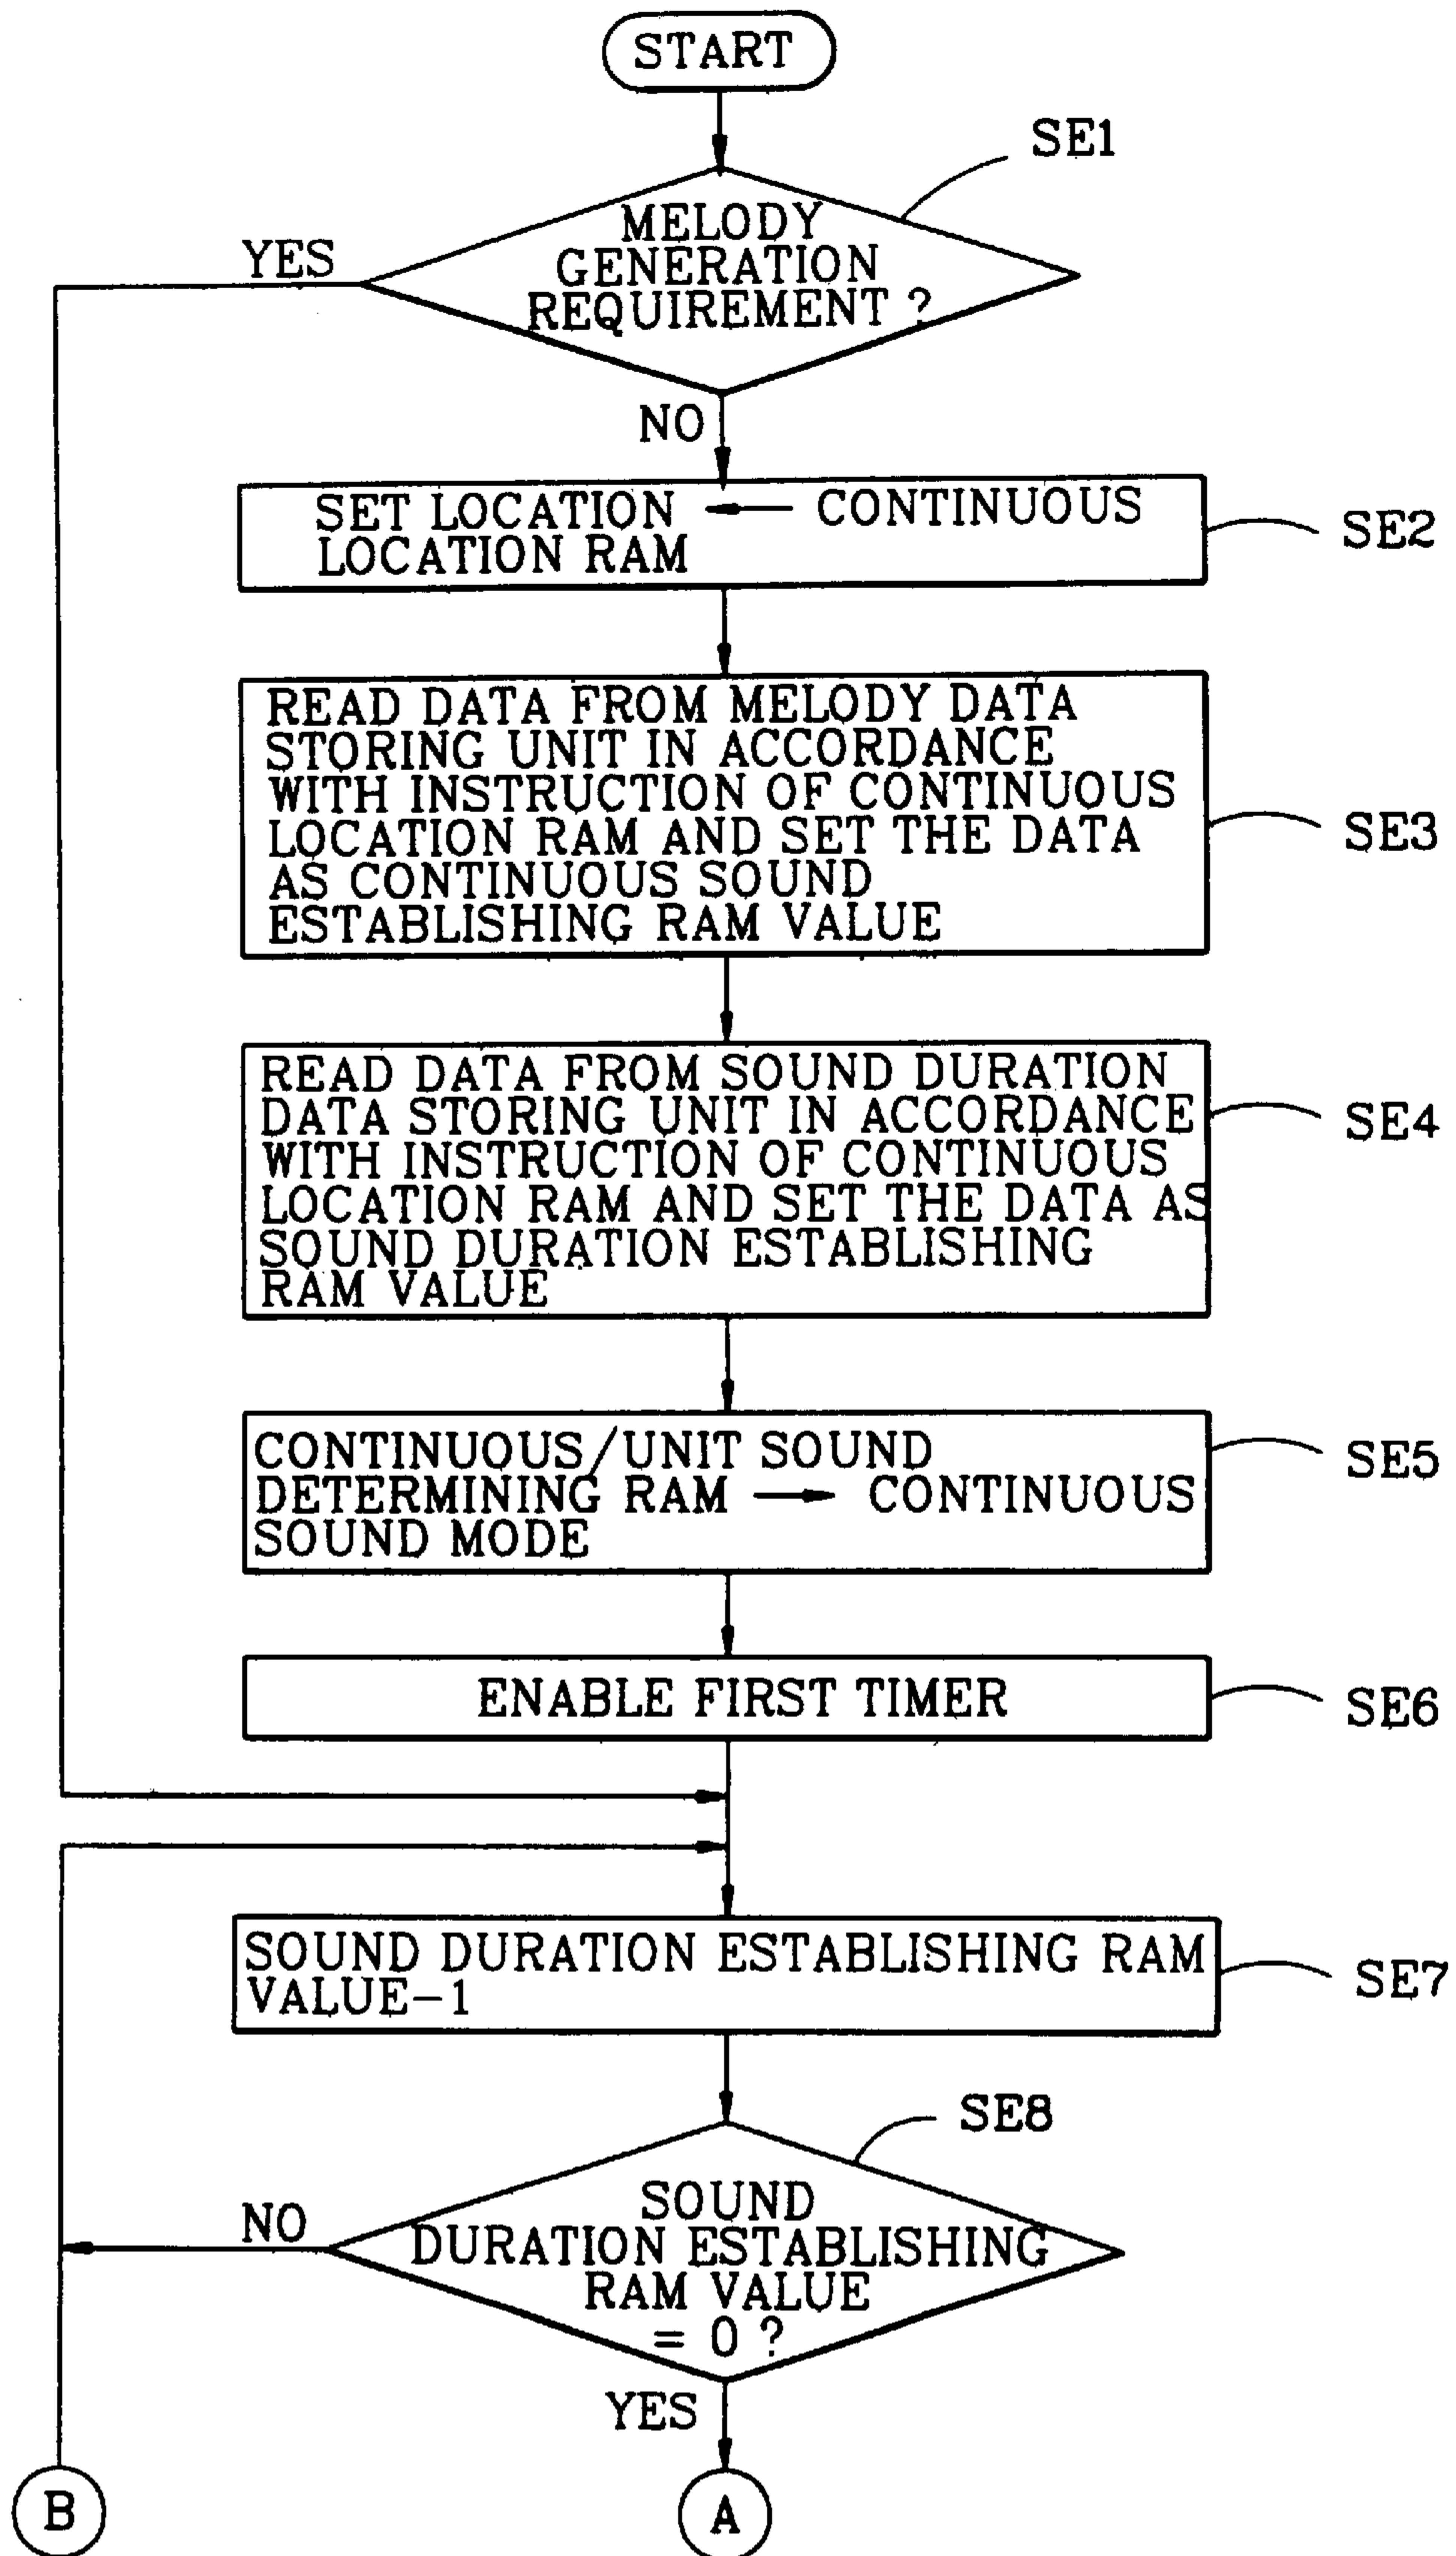 START
SE1
MELODY
GENERATION
REQUIREMENT ?
YES
NO
SET LOCATION ← CONTINUOUS
LOCATION RAM
SE2
READ DATA FROM MELODY DATA
STORING UNIT IN ACCORDANCE
WITH INSTRUCTION OF CONTINUOUS
LOCATION RAM AND SET THE DATA
AS CONTINUOUS SOUND
ESTABLISHING RAM VALUE
SE3
READ DATA FROM SOUND DURATION
DATA STORING UNIT IN ACCORDANCE
WITH INSTRUCTION OF CONTINUOUS
LOCATION RAM AND SET THE DATA AS
SOUND DURATION ESTABLISHING
RAM VALUE
SE4
CONTINUOUS/UNIT SOUND
DETERMINING RAM → CONTINUOUS
SOUND MODE
SE5
ENABLE FIRST TIMER
SE6
SOUND DURATION ESTABLISHING RAM
VALUE-1
SE7
SE8
SOUND
DURATION ESTABLISHING
RAM VALUE
= 0 ?
NO
YES
B
A